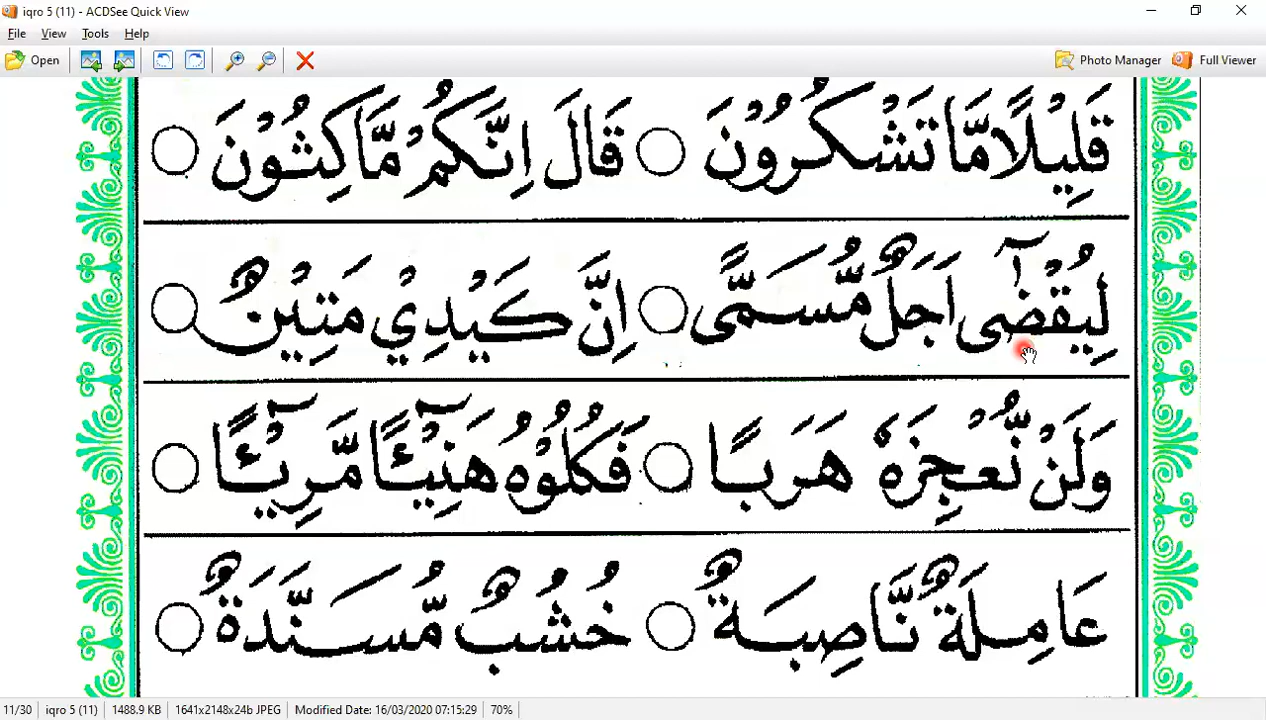 iqro 5 (11) - ACDSee Quick View
File View Tools Help
Open Photo Manager Full Viewer
قَلِيْلًا مَّا تَشْكُرُوْنَ ○ قَالَ اِنَّكُمْ مَّاكِثُوْنَ ○
لِيُقْضٰٓى اَجَلٌ مُّسَمًّى ○ اِنَّ كَيْدِيْ مَتِيْنٌ ○
وَلَنْ نُّعْجِزَهٗ هَرَبًا ○ فَكُلُوْهُ هَنِيْٓئًا مَّرِيْٓئًا ○
عَامِلَةٌ نَّاصِبَةٌ ○ خُشُبٌ مُّسَنَّدَةٌ ○
11/30 iqro 5 (11) 1488.9 KB 1641x2148x24b JPEG Modified Date: 16/03/2020 07:15:29 70%